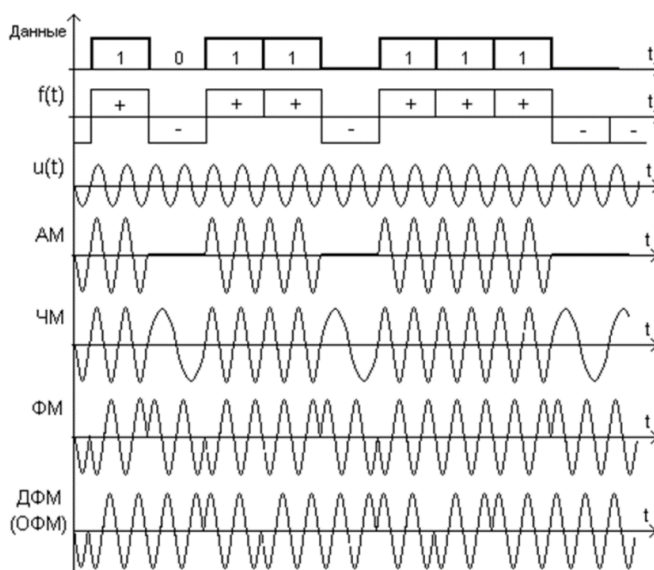 Данные 1 0 1 1 1 1 1 t
f(t) + - + + - + + + - - t
u(t) t
АМ t
ЧМ t
ФМ t
ДФМ t
(ОФМ)